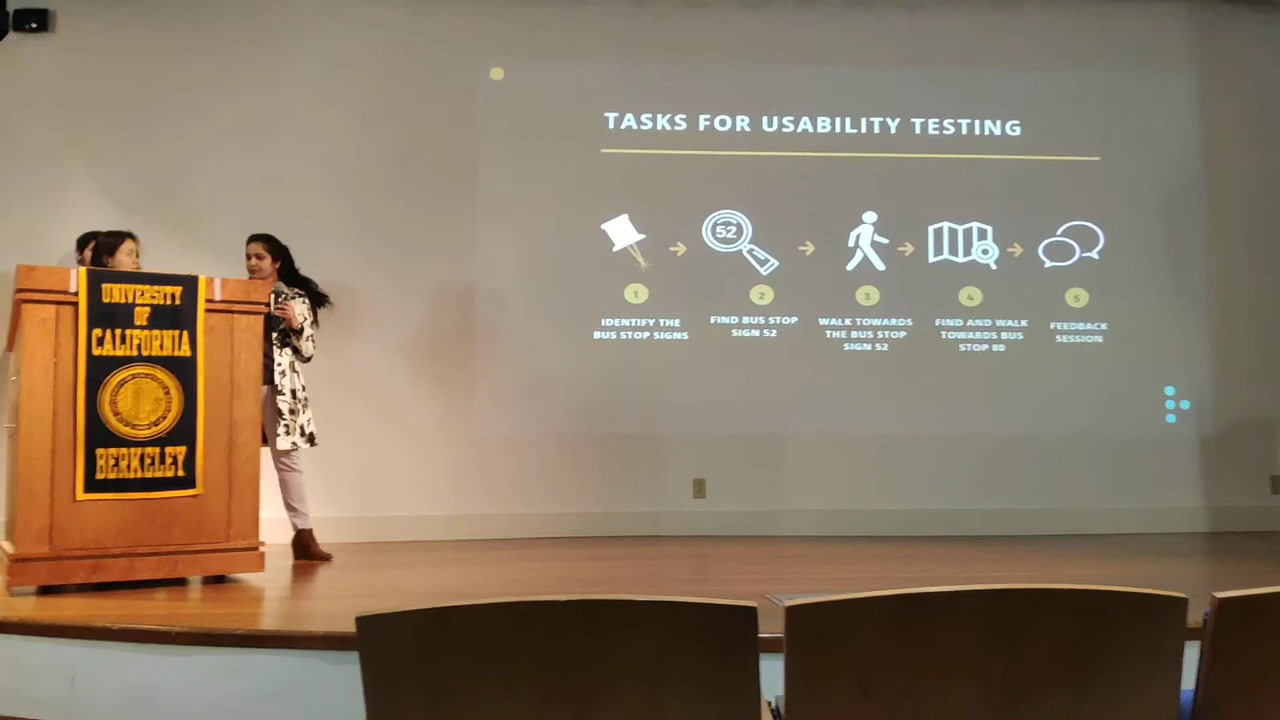 TASKS FOR USABILITY TESTING
52
1
2
3
4
5
IDENTIFY THE
BUS STOP SIGNS
FIND BUS STOP
SIGN 52
WALK TOWARDS
THE BUS STOP
SIGN 52
FIND AND WALK
TOWARDS BUS
STOP 80
FEEDBACK
SESSION
UNIVERSITY
OF
CALIFORNIA
BERKELEY